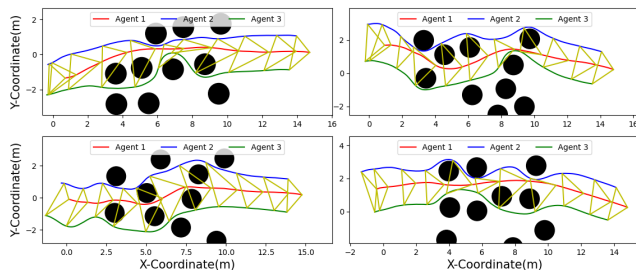 Agent 1 Agent 2 Agent 3
Y-Coordinate(m)
2
0
−2
0 2 4 6 8 10 12 14 16
Agent 1 Agent 2 Agent 3
2
0
−2
0 2 4 6 8 10 12 14 16
Agent 1 Agent 2 Agent 3
Y-Coordinate(m)
2
0
−2
0.0 2.5 5.0 7.5 10.0 12.5 15.0
X-Coordinate(m)
Agent 1 Agent 2 Agent 3
2
0
−2 0 2 4 6 8 10 12 14
X-Coordinate(m)